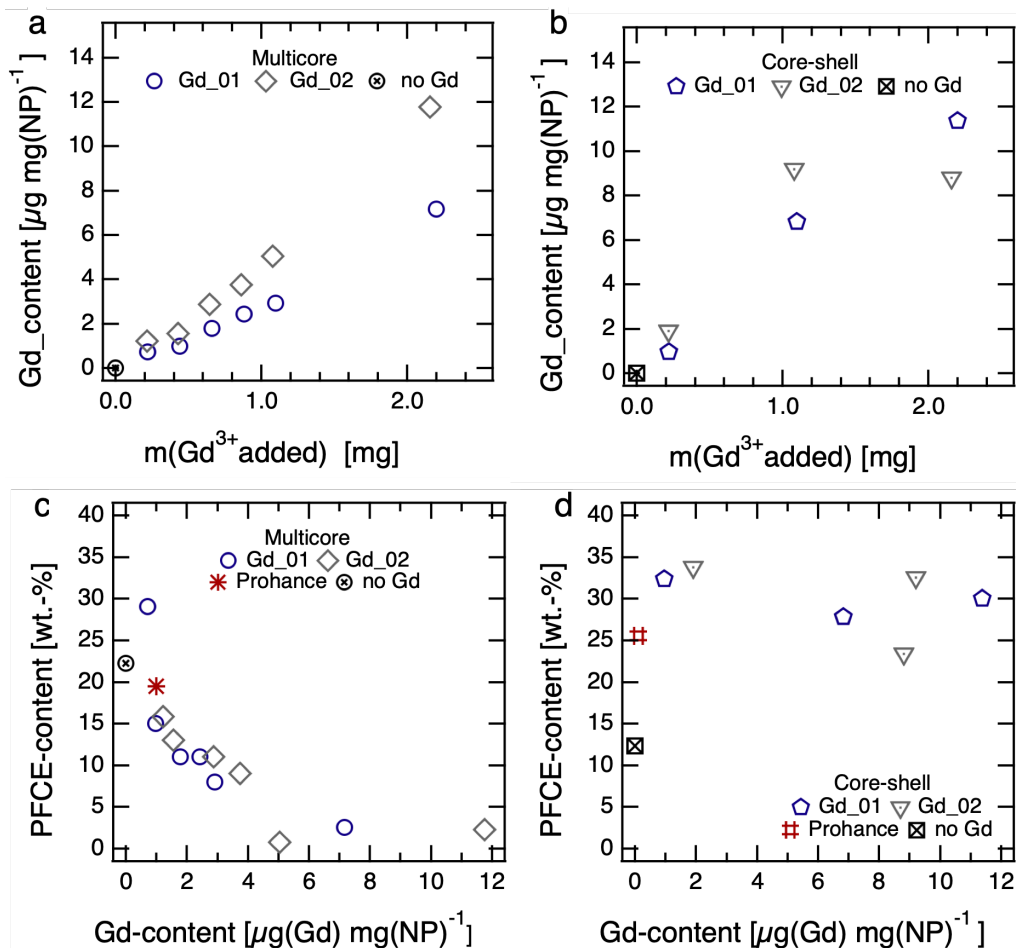 a
Multicore
Gd_01 Gd_02 no Gd
14
12
10
8
6
4
2
0
Gd_content [µg mg(NP)⁻¹ ]
0.0 1.0 2.0
m(Gd³⁺added) [mg]
b
Core-shell
Gd_01 Gd_02 no Gd
14
12
10
8
6
4
2
0
Gd_content [µg mg(NP)⁻¹ ]
0.0 1.0 2.0
m(Gd³⁺added) [mg]
c
Multicore
Gd_01 Gd_02
Prohance no Gd
40
35
30
25
20
15
10
5
0
PFCE-content [wt.-%]
0 2 4 6 8 10 12
Gd-content [µg(Gd) mg(NP)⁻¹]
d
40
35
30
25
20
15
10
5
0
PFCE-content [wt.-%]
Core-shell
Gd_01 Gd_02
Prohance no Gd
0 2 4 6 8 10 12
Gd-content [µg(Gd) mg(NP)⁻¹]